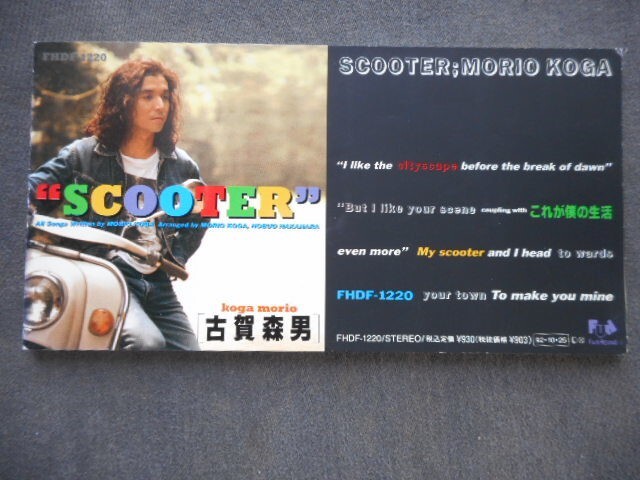 FHDF-1220
"SCOOTER"
All Songs Written by MORIO KOGA, Arranged by MORIO KOGA, NOBUO NAKAHARA
koga morio
[古賀森男]
SCOOTER;MORIO KOGA
"I like the cityscape before the break of dawn"
"But I like your scene coupling with これが僕の生活
even more" My scooter and I head to wards
FHDF-1220 your town To make you mine
FHDF-1220/STEREO/税込定価 ¥930(税抜価格 ¥903) 92・10・25